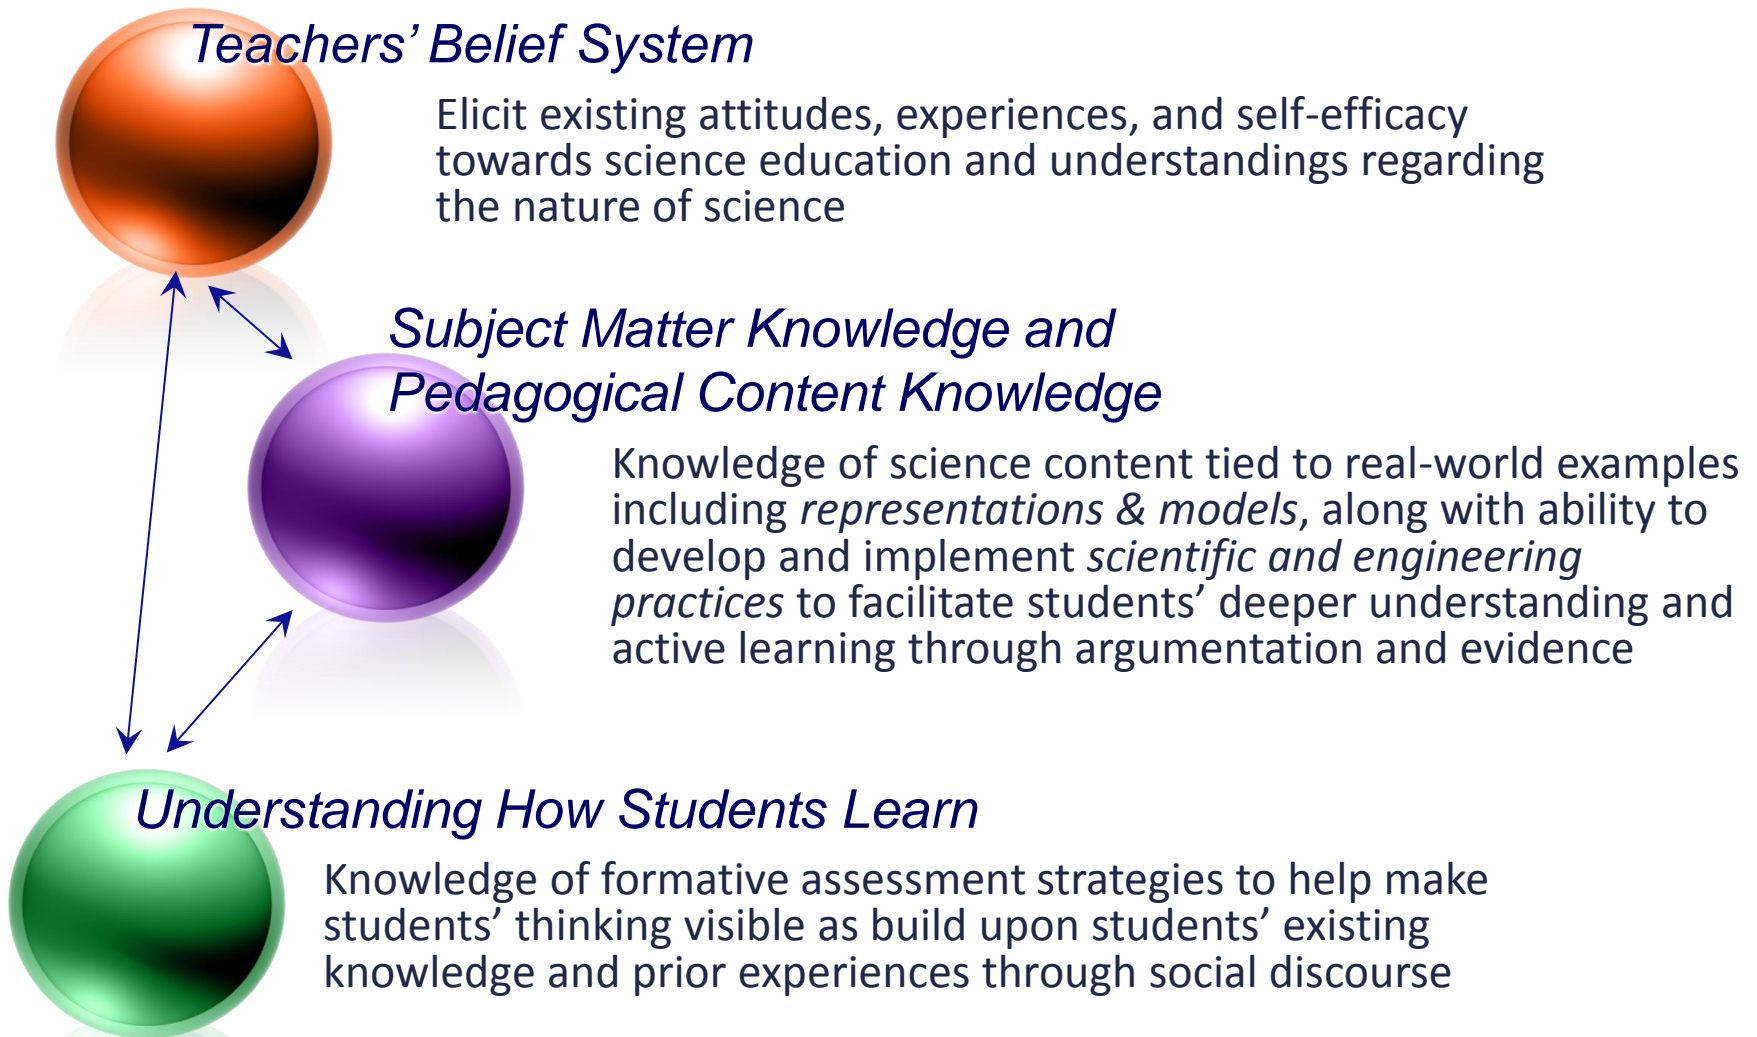 Teachers’ Belief System
Elicit existing attitudes, experiences, and self-efficacy
towards science education and understandings regarding
the nature of science
Subject Matter Knowledge and
Pedagogical Content Knowledge
Knowledge of science content tied to real-world examples
including representations & models, along with ability to
develop and implement scientific and engineering
practices to facilitate students’ deeper understanding and
active learning through argumentation and evidence
Understanding How Students Learn
Knowledge of formative assessment strategies to help make
students’ thinking visible as build upon students’ existing
knowledge and prior experiences through social discourse